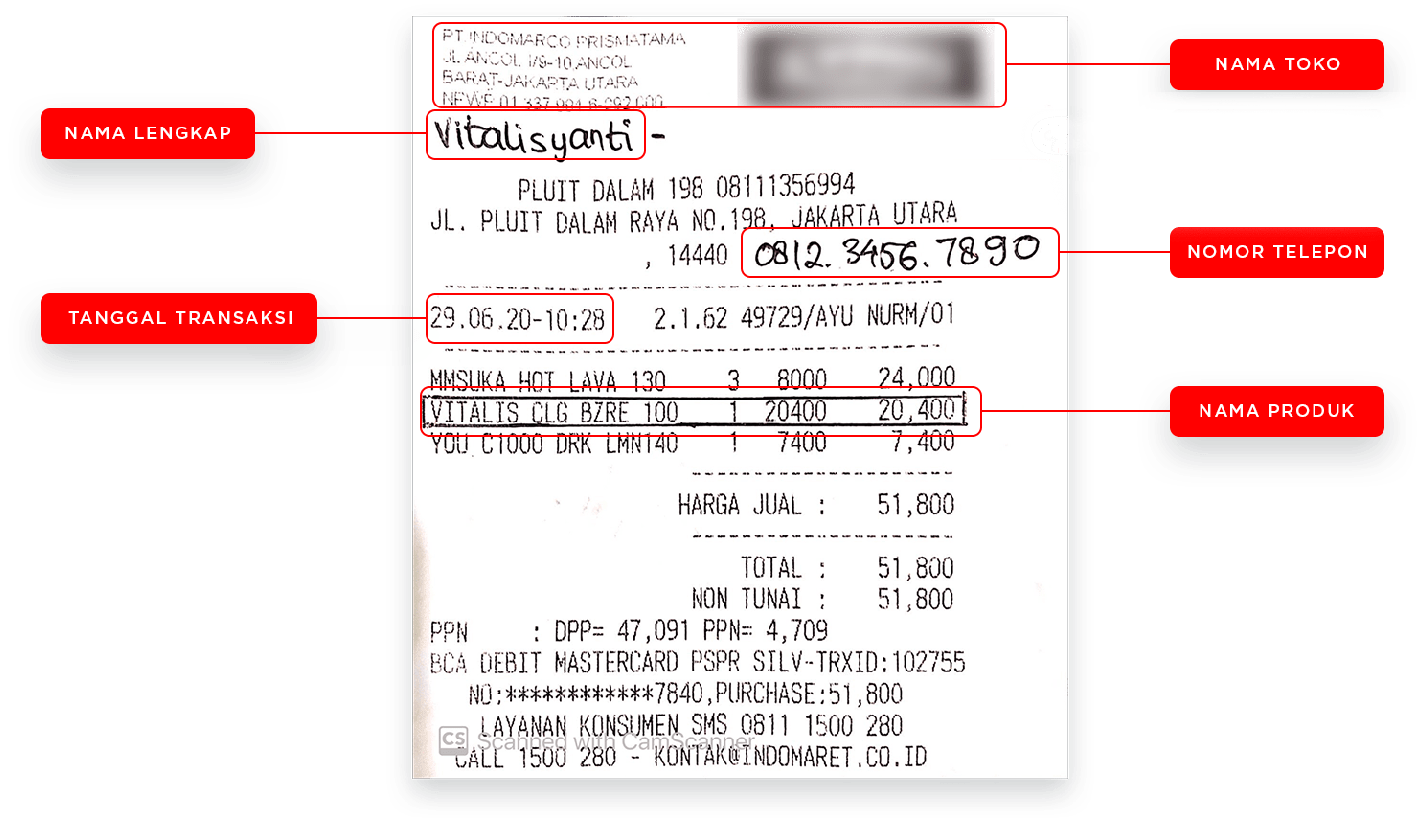 PT.INDOMARCO PRISMATAMA
JL.ANCOL 1/9-10,ANCOL
BARAT-JAKARTA UTARA
NPWP
NAMA TOKO
NAMA LENGKAP
Vitalisyanti -
PLUIT DALAM 198 08111356994
JL. PLUIT DALAM RAYA NO.198, JAKARTA UTARA
, 14440 0812.3456.7890
NOMOR TELEPON
TANGGAL TRANSAKSI
29.06.20-10:28 2.1.62 49729/AYU NURM/01
MMSUKA HOT LAVA 130 3 8000 24,000
VITALIS CLG BZRE 100 1 20400 20,400
NAMA PRODUK
YOU C1000 DRK LMN140 1 7400 7,400
HARGA JUAL : 51,800
TOTAL : 51,800
NON TUNAI : 51,800
PPN : DPP= 47,091 PPN= 4,709
BCA DEBIT MASTERCARD PSPR SILV-TRXID:102755
NO:************7840,PURCHASE:51,800
LAYANAN KONSUMEN SMS 0811 1500 280
CS Scanned with CamScanner
CALL 1500 280 - KONTAK@INDOMARET.CO.ID